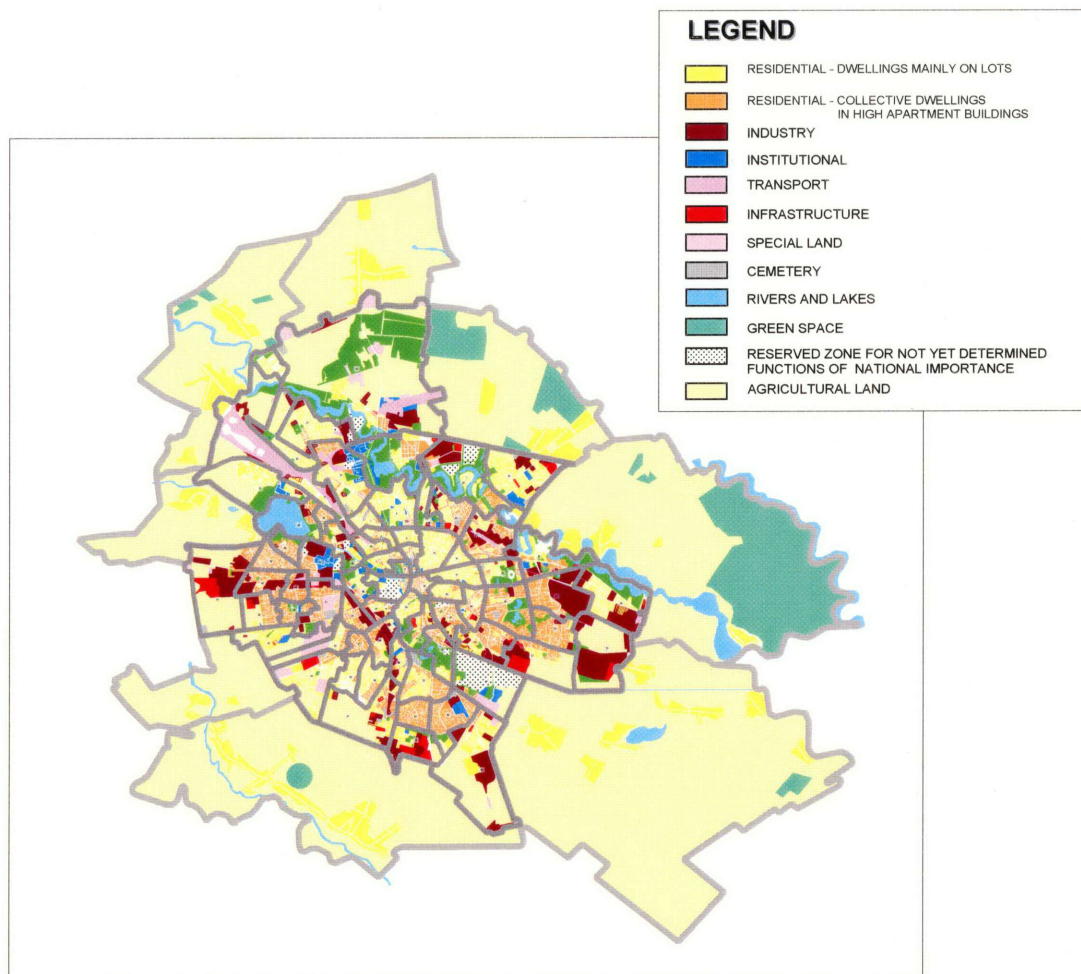 LEGEND
RESIDENTIAL - DWELLINGS MAINLY ON LOTS
RESIDENTIAL - COLLECTIVE DWELLINGS
IN HIGH APARTMENT BUILDINGS
INDUSTRY
INSTITUTIONAL
TRANSPORT
INFRASTRUCTURE
SPECIAL LAND
CEMETERY
RIVERS AND LAKES
GREEN SPACE
RESERVED ZONE FOR NOT YET DETERMINED
FUNCTIONS OF NATIONAL IMPORTANCE
AGRICULTURAL LAND